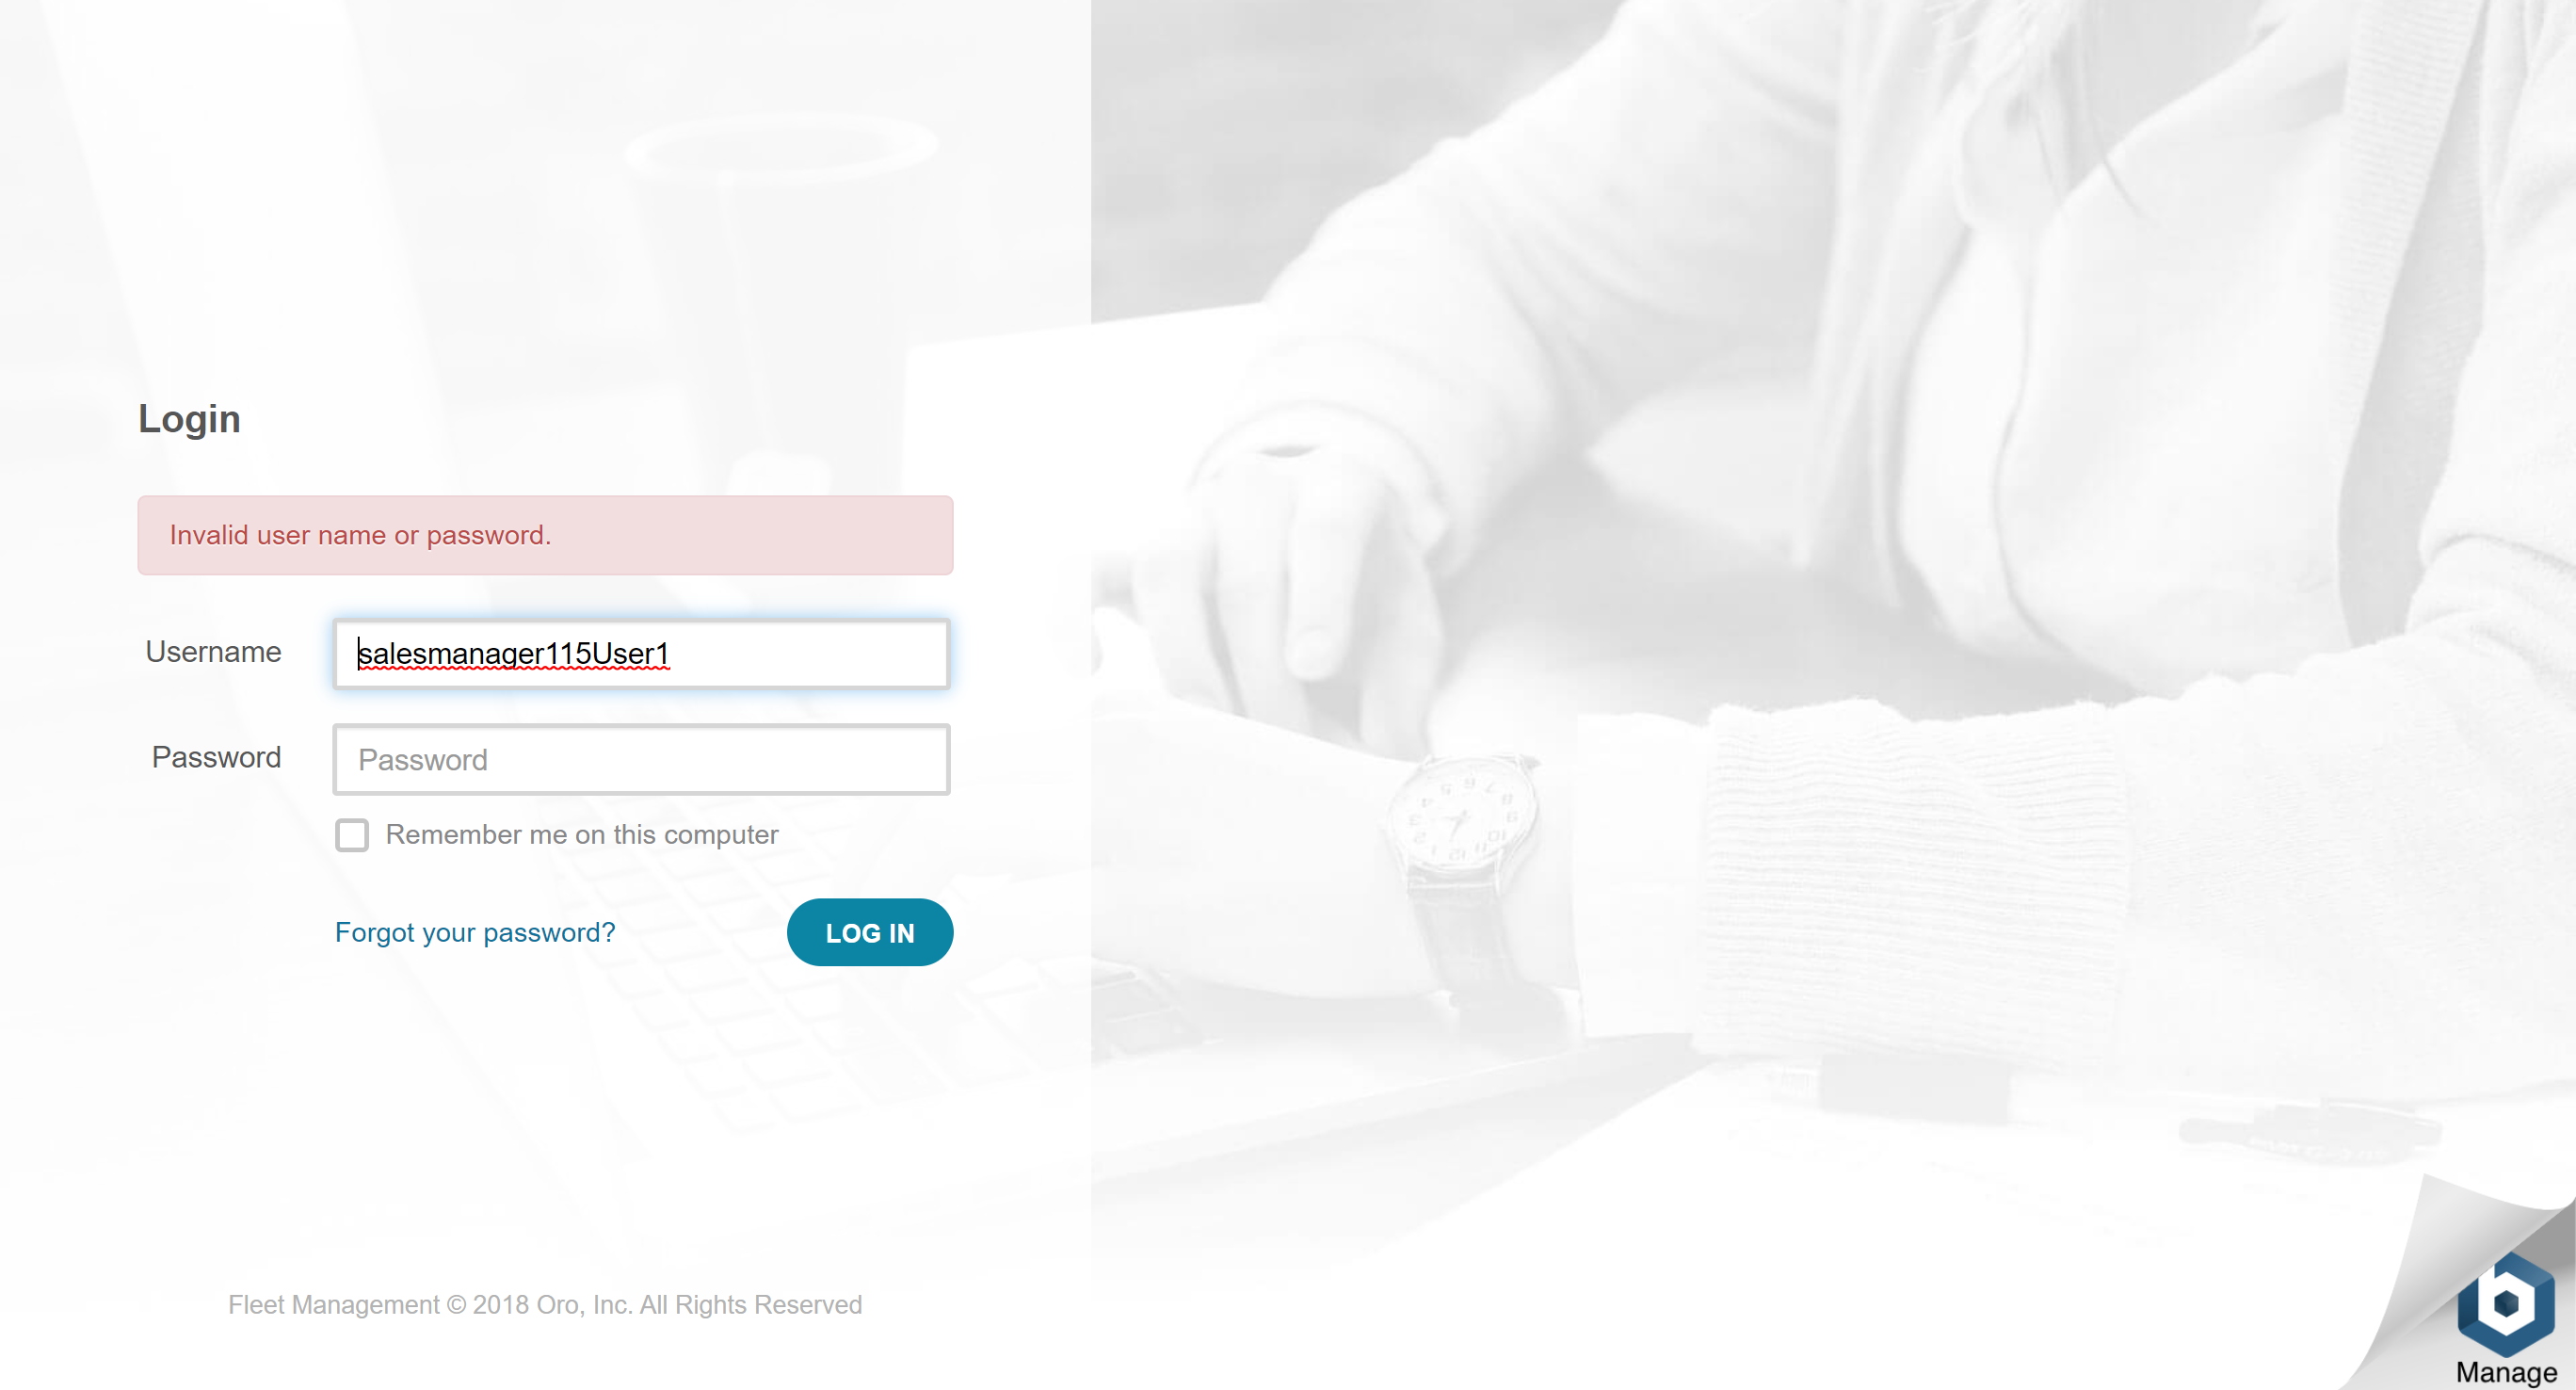 Login
Invalid user name or password.
Username
salesmanager115User1
Password
Password
Remember me on this computer
Forgot your password?
LOG IN
Fleet Management © 2018 Oro, Inc. All Rights Reserved
Manage